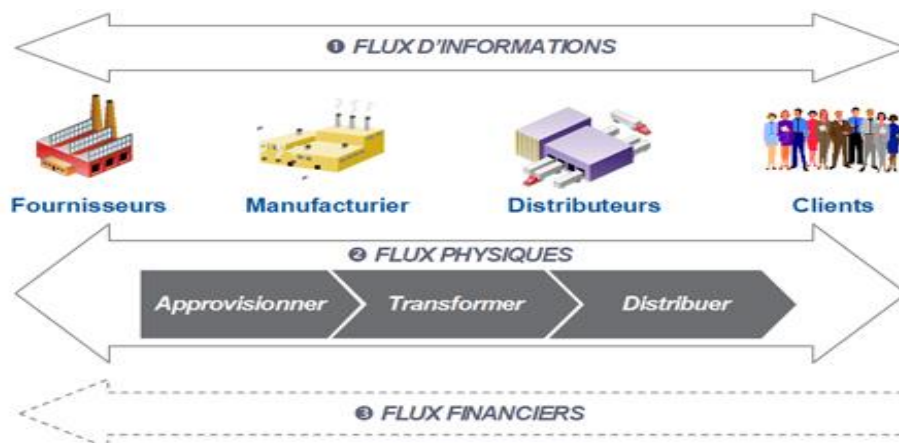 ❶ FLUX D'INFORMATIONS
Fournisseurs Manufacturier Distributeurs Clients
❷ FLUX PHYSIQUES
Approvisionner Transformer Distribuer
❸ FLUX FINANCIERS